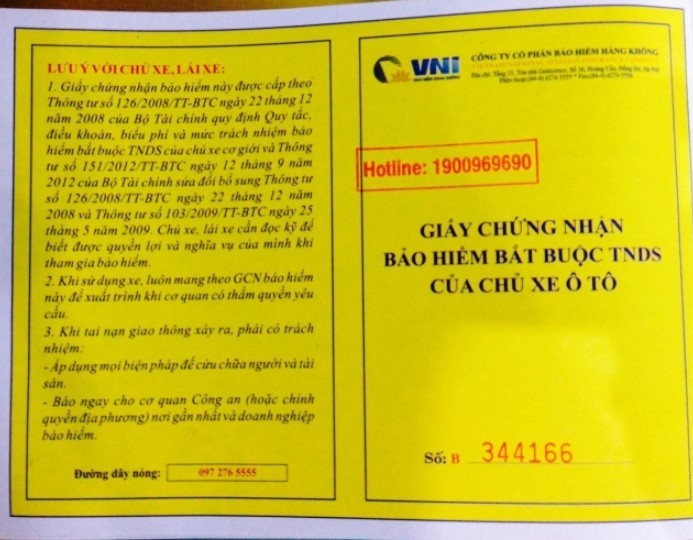 LƯU Ý VỚI CHỦ XE, LÁI XE:
1. Giấy chứng nhận bảo hiểm này được cấp theo
Thông tư số 126/2008/TT-BTC ngày 22 tháng 12
năm 2008 của Bộ Tài chính quy định Quy tắc,
điều khoản, biểu phí và mức trách nhiệm bảo
hiểm bắt buộc TNDS của chủ xe cơ giới và Thông
tư số 151/2012/TT-BTC ngày 12 tháng 9 năm
2012 của Bộ Tài chính sửa đổi bổ sung Thông tư
số 126/2008/TT-BTC ngày 22 tháng 12 năm
2008 và Thông tư số 103/2009/TT-BTC ngày 25
tháng 5 năm 2009. Chủ xe, lái xe cần đọc kỹ để
biết được quyền lợi và nghĩa vụ của mình khi
tham gia bảo hiểm.
2. Khi sử dụng xe, luôn mang theo GCN bảo hiểm
này để xuất trình khi cơ quan có thẩm quyền yêu
cầu.
3. Khi tai nạn giao thông xảy ra, phải có trách
nhiệm:
- Áp dụng mọi biện pháp để cứu chữa người và tài
sản.
- Báo ngay cho cơ quan Công an (hoặc chính
quyền địa phương) nơi gần nhất và doanh nghiệp
bảo hiểm.
Đường dây nóng: 097 276 5555
VNI
BẢO HIỂM HÀNG KHÔNG
CÔNG TY CỔ PHẦN BẢO HIỂM HÀNG KHÔNG
Hotline: 1900969690
GIẤY CHỨNG NHẬN
BẢO HIỂM BẮT BUỘC TNDS
CỦA CHỦ XE Ô TÔ
Số: B 344166